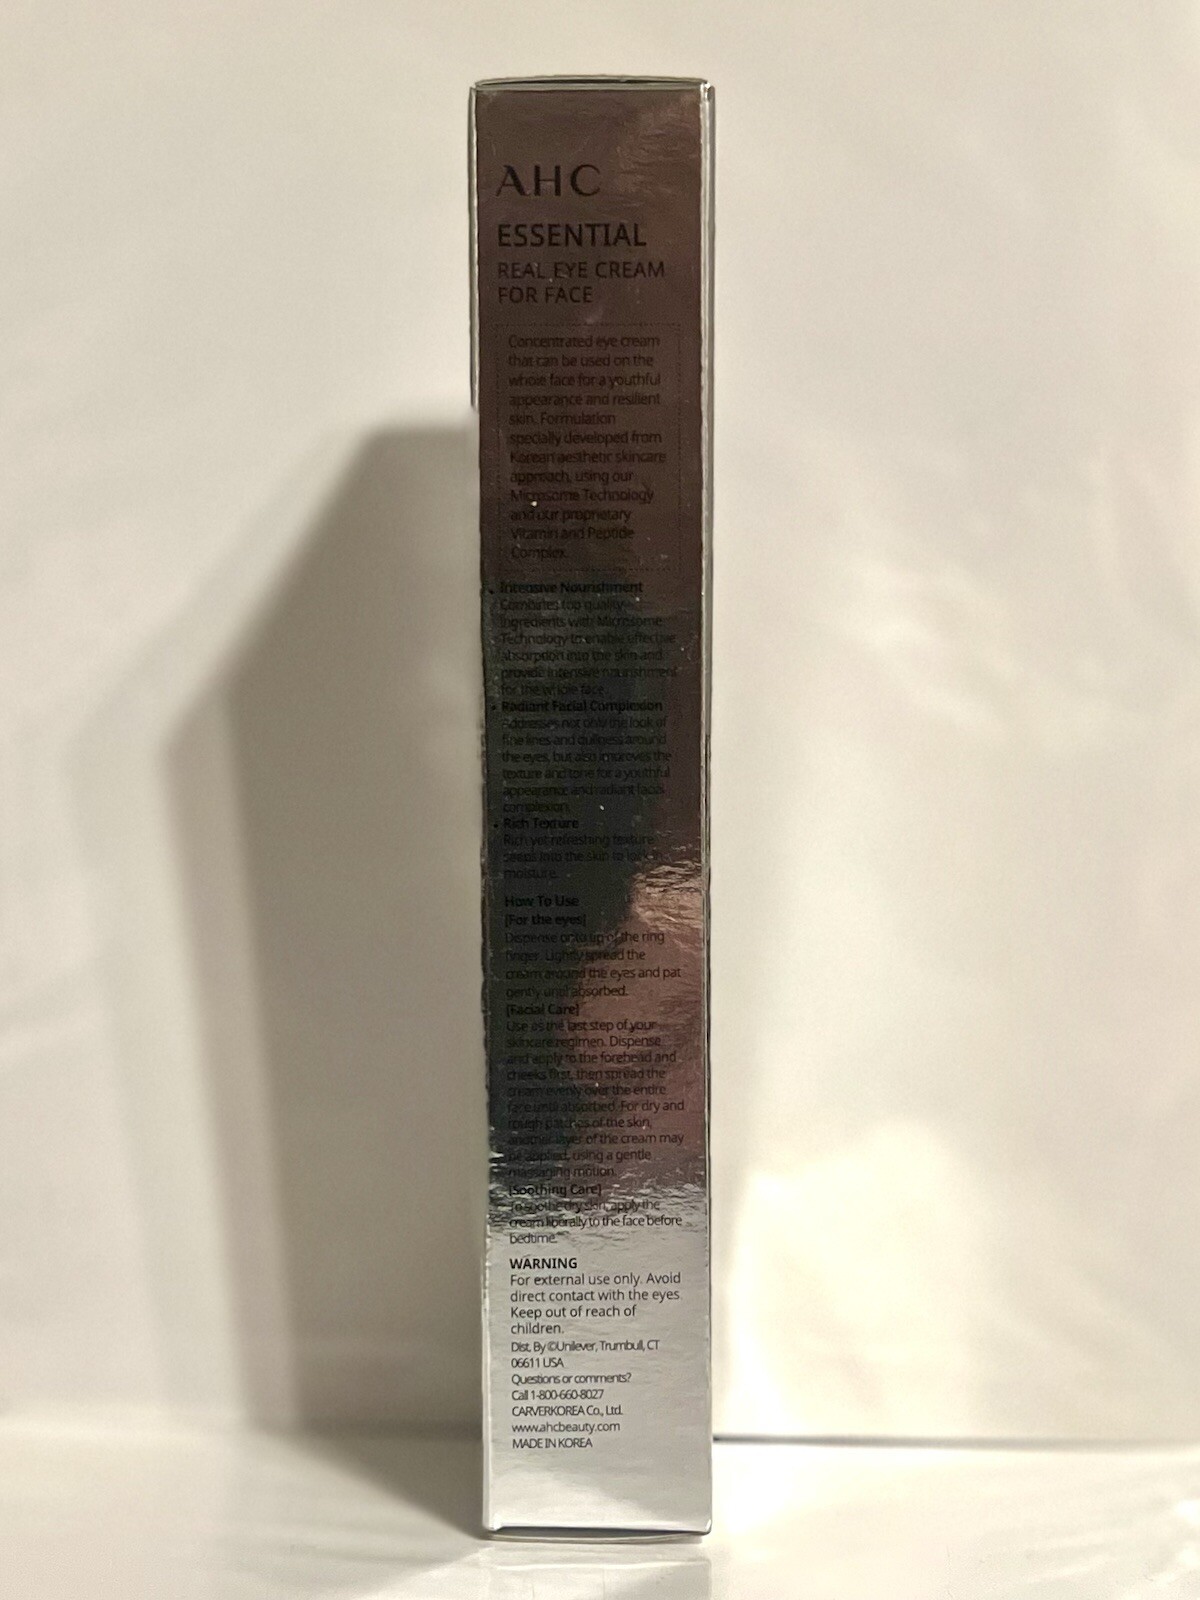 AHC
ESSENTIAL
REAL EYE CREAM
FOR FACE
Concentrated eye cream
that can be used on the
whole face for a youthful
appearance and resilient
skin. Formulation
specially developed from
Korean aesthetic skincare
approach, using our
Microsome Technology
and our proprietary
Vitamin and Peptide
Complex.
• Intensive Nourishment
Combines top quality
ingredients with Microsome
Technology to enable effective
absorption into the skin and
provide intensive nourishment
for the whole face.
• Radiant Facial Complexion
Addresses not only the look of
fine lines and dullness around
the eyes, but also improves the
texture and tone for a youthful
appearance and radiant facial
complexion.
• Rich Texture
Rich yet refreshing texture
seeps into the skin to lock in
moisture.
How To Use
[For the eyes]
Dispense onto tip of the ring
finger. Lightly spread the
cream around the eyes and pat
gently until absorbed.
[Facial Care]
Use as the last step of your
skincare regimen. Dispense
and apply to the forehead and
cheeks first, then spread the
cream evenly over the entire
face until absorbed. For dry and
rough patches of the skin,
another layer of the cream may
be applied, using a gentle
massaging motion.
[Soothing Care]
To soothe dry skin, apply the
cream liberally to the face before
bedtime.
WARNING
For external use only. Avoid
direct contact with the eyes.
Keep out of reach of
children.
Dist. By ©Unilever, Trumbull, CT
06611 USA
Questions or comments?
Call 1-800-660-8027
CARVERKOREA Co., Ltd.
www.ahcbeauty.com
MADE IN KOREA